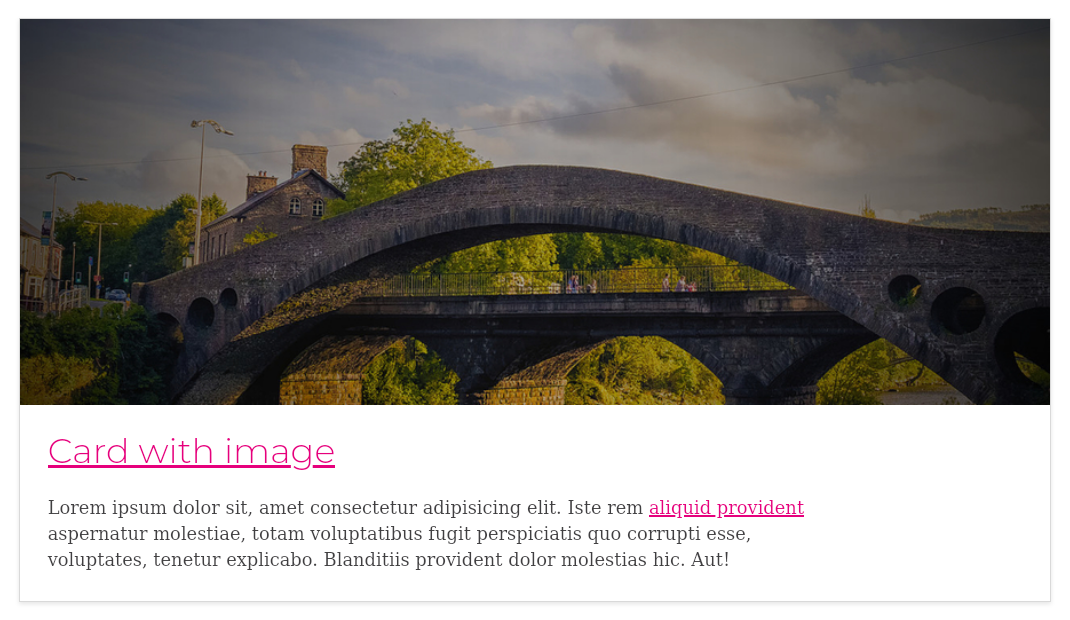 Card with image
Lorem ipsum dolor sit, amet consectetur adipisicing elit. Iste rem aliquid provident
aspernatur molestiae, totam voluptatibus fugit perspiciatis quo corrupti esse,
voluptates, tenetur explicabo. Blanditiis provident dolor molestias hic. Aut!